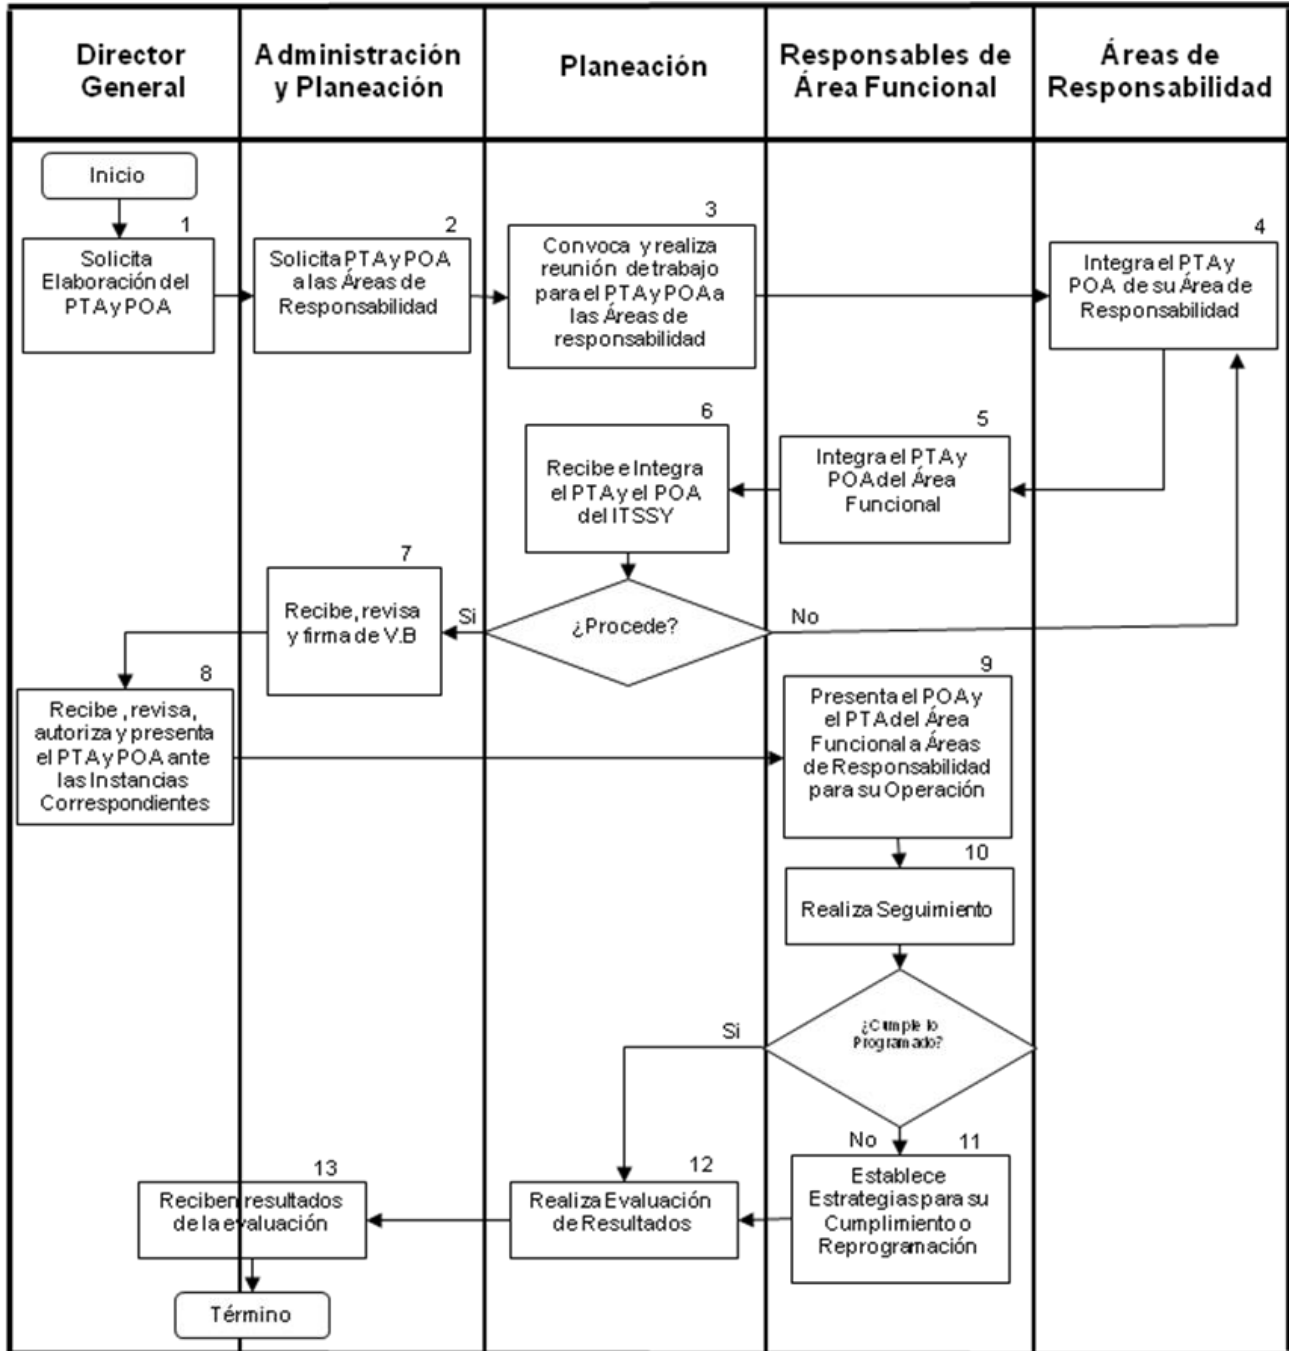 Director
General
Administración
y Planeación
Planeación
Responsables de
Área Funcional
Áreas de
Responsabilidad
Inicio
1
Solicita
Elaboración del
PTA y POA
2
Solicita PTA y POA
a las Áreas de
Responsabilidad
3
Convoca y realiza
reunión de trabajo
para el PTA y POA a
las Áreas de
responsabilidad
4
Integra el PTA y
POA de su Área de
Responsabilidad
5
Integra el PTA y
POA del Área
Funcional
6
Recibe e Integra
el PTA y el POA
del ITSSY
¿Procede?
Si
No
7
Recibe, revisa
y firma de V.B
8
Recibe, revisa,
autoriza y presenta
el PTA y POA ante
las Instancias
Correspondientes
9
Presenta el POA y
el PTA del Área
Funcional a Áreas
de Responsabilidad
para su Operación
10
Realiza Seguimiento
¿Cumple lo
Programado?
Si
No
11
Establece
Estrategias para su
Cumplimiento o
Reprogramación
12
Realiza Evaluación
de Resultados
13
Reciben resultados
de la evaluación
Término